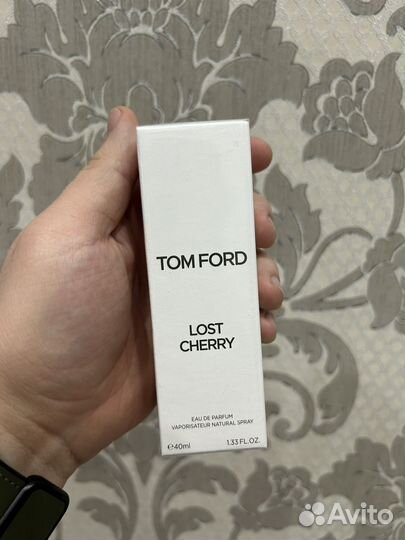 TOM FORD
LOST
CHERRY
EAU DE PARFUM
VAPORISATEUR NATURAL SPRAY
℮40ml 1.33 FL.OZ.
Avito